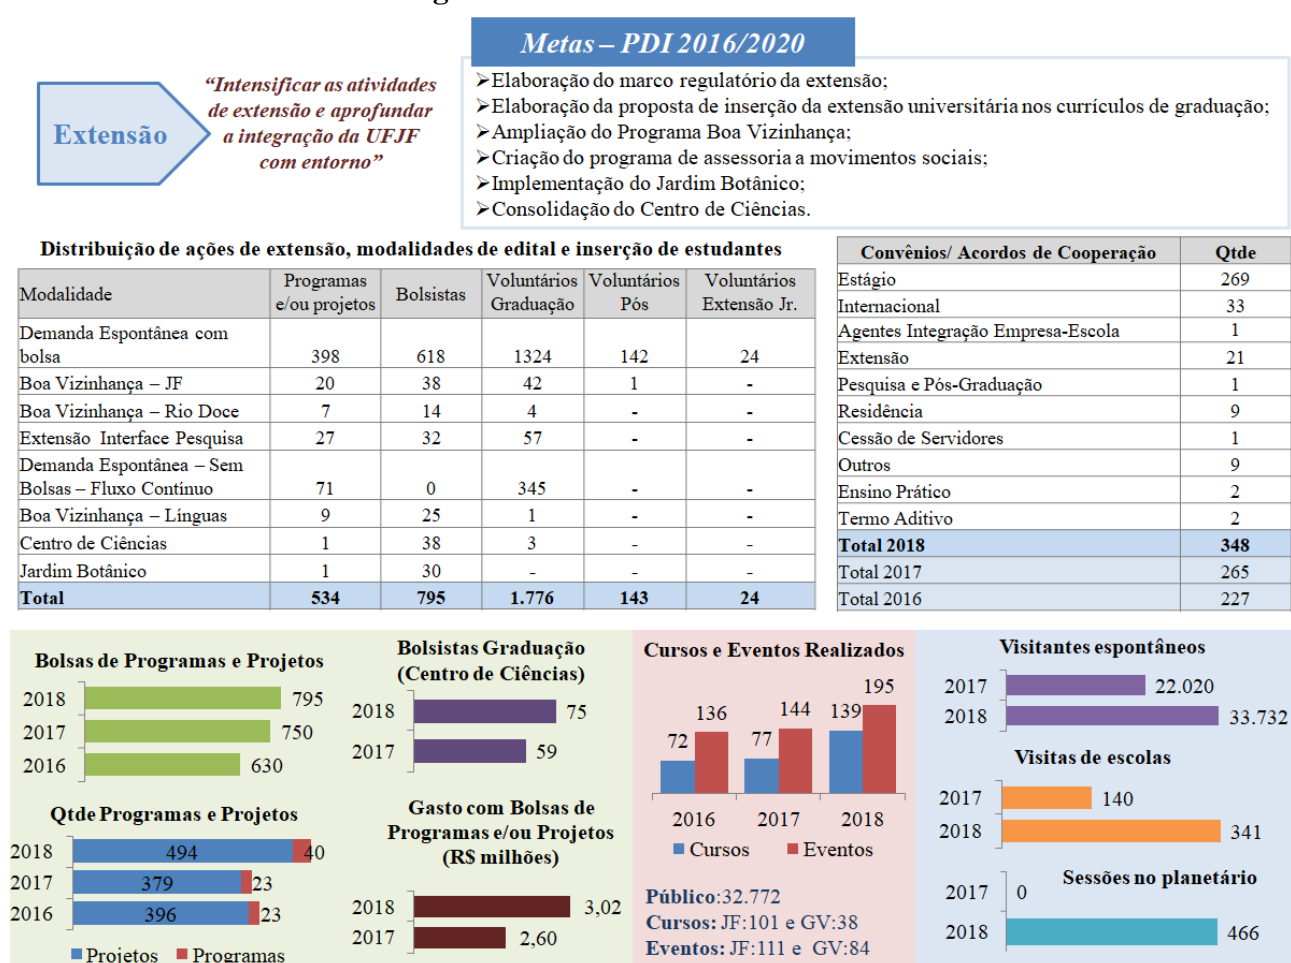 Metas – PDI 2016/2020
Extensão
“Intensificar as atividades
de extensão e aprofundar
a integração da UFJF
com entorno”
➢Elaboração do marco regulatório da extensão;
➢Elaboração da proposta de inserção da extensão universitária nos currículos de graduação;
➢Ampliação do Programa Boa Vizinhança;
➢Criação do programa de assessoria a movimentos sociais;
➢Implementação do Jardim Botânico;
➢Consolidação do Centro de Ciências.
Distribuição de ações de extensão, modalidades de edital e inserção de estudantes
Modalidade Programas e/ou projetos Bolsistas Voluntários Graduação Voluntários Pós Voluntários Extensão Jr.
Demanda Espontânea com
bolsa 398 618 1324 142 24
Boa Vizinhança – JF 20 38 42 1 -
Boa Vizinhança – Rio Doce 7 14 4 - -
Extensão Interface Pesquisa 27 32 57 - -
Demanda Espontânea – Sem
Bolsas – Fluxo Contínuo 71 0 345 - -
Boa Vizinhança – Línguas 9 25 1 - -
Centro de Ciências 1 38 3 - -
Jardim Botânico 1 30 - - -
Total 534 795 1.776 143 24
Convênios/ Acordos de Cooperação Qtde
Estágio 269
Internacional 33
Agentes Integração Empresa-Escola 1
Extensão 21
Pesquisa e Pós-Graduação 1
Residência 9
Cessão de Servidores 1
Outros 9
Ensino Prático 2
Termo Aditivo 2
Total 2018 348
Total 2017 265
Total 2016 227
Bolsas de Programas e Projetos
2018 795
2017 750
2016 630
Qtde Programas e Projetos
2018 494 40
2017 379 23
2016 396 23
Projetos Programas
Bolsistas Graduação
(Centro de Ciências)
2018 75
2017 59
Gasto com Bolsas de
Programas e/ou Projetos
(R$ milhões)
2018 3,02
2017 2,60
Cursos e Eventos Realizados
72 136 77 144 139 195
2016 2017 2018
Cursos Eventos
Público:32.772
Cursos: JF:101 e GV:38
Eventos: JF:111 e GV:84
Visitantes espontâneos
2017 22.020
2018 33.732
Visitas de escolas
2017 140
2018 341
Sessões no planetário
2017 0
2018 466